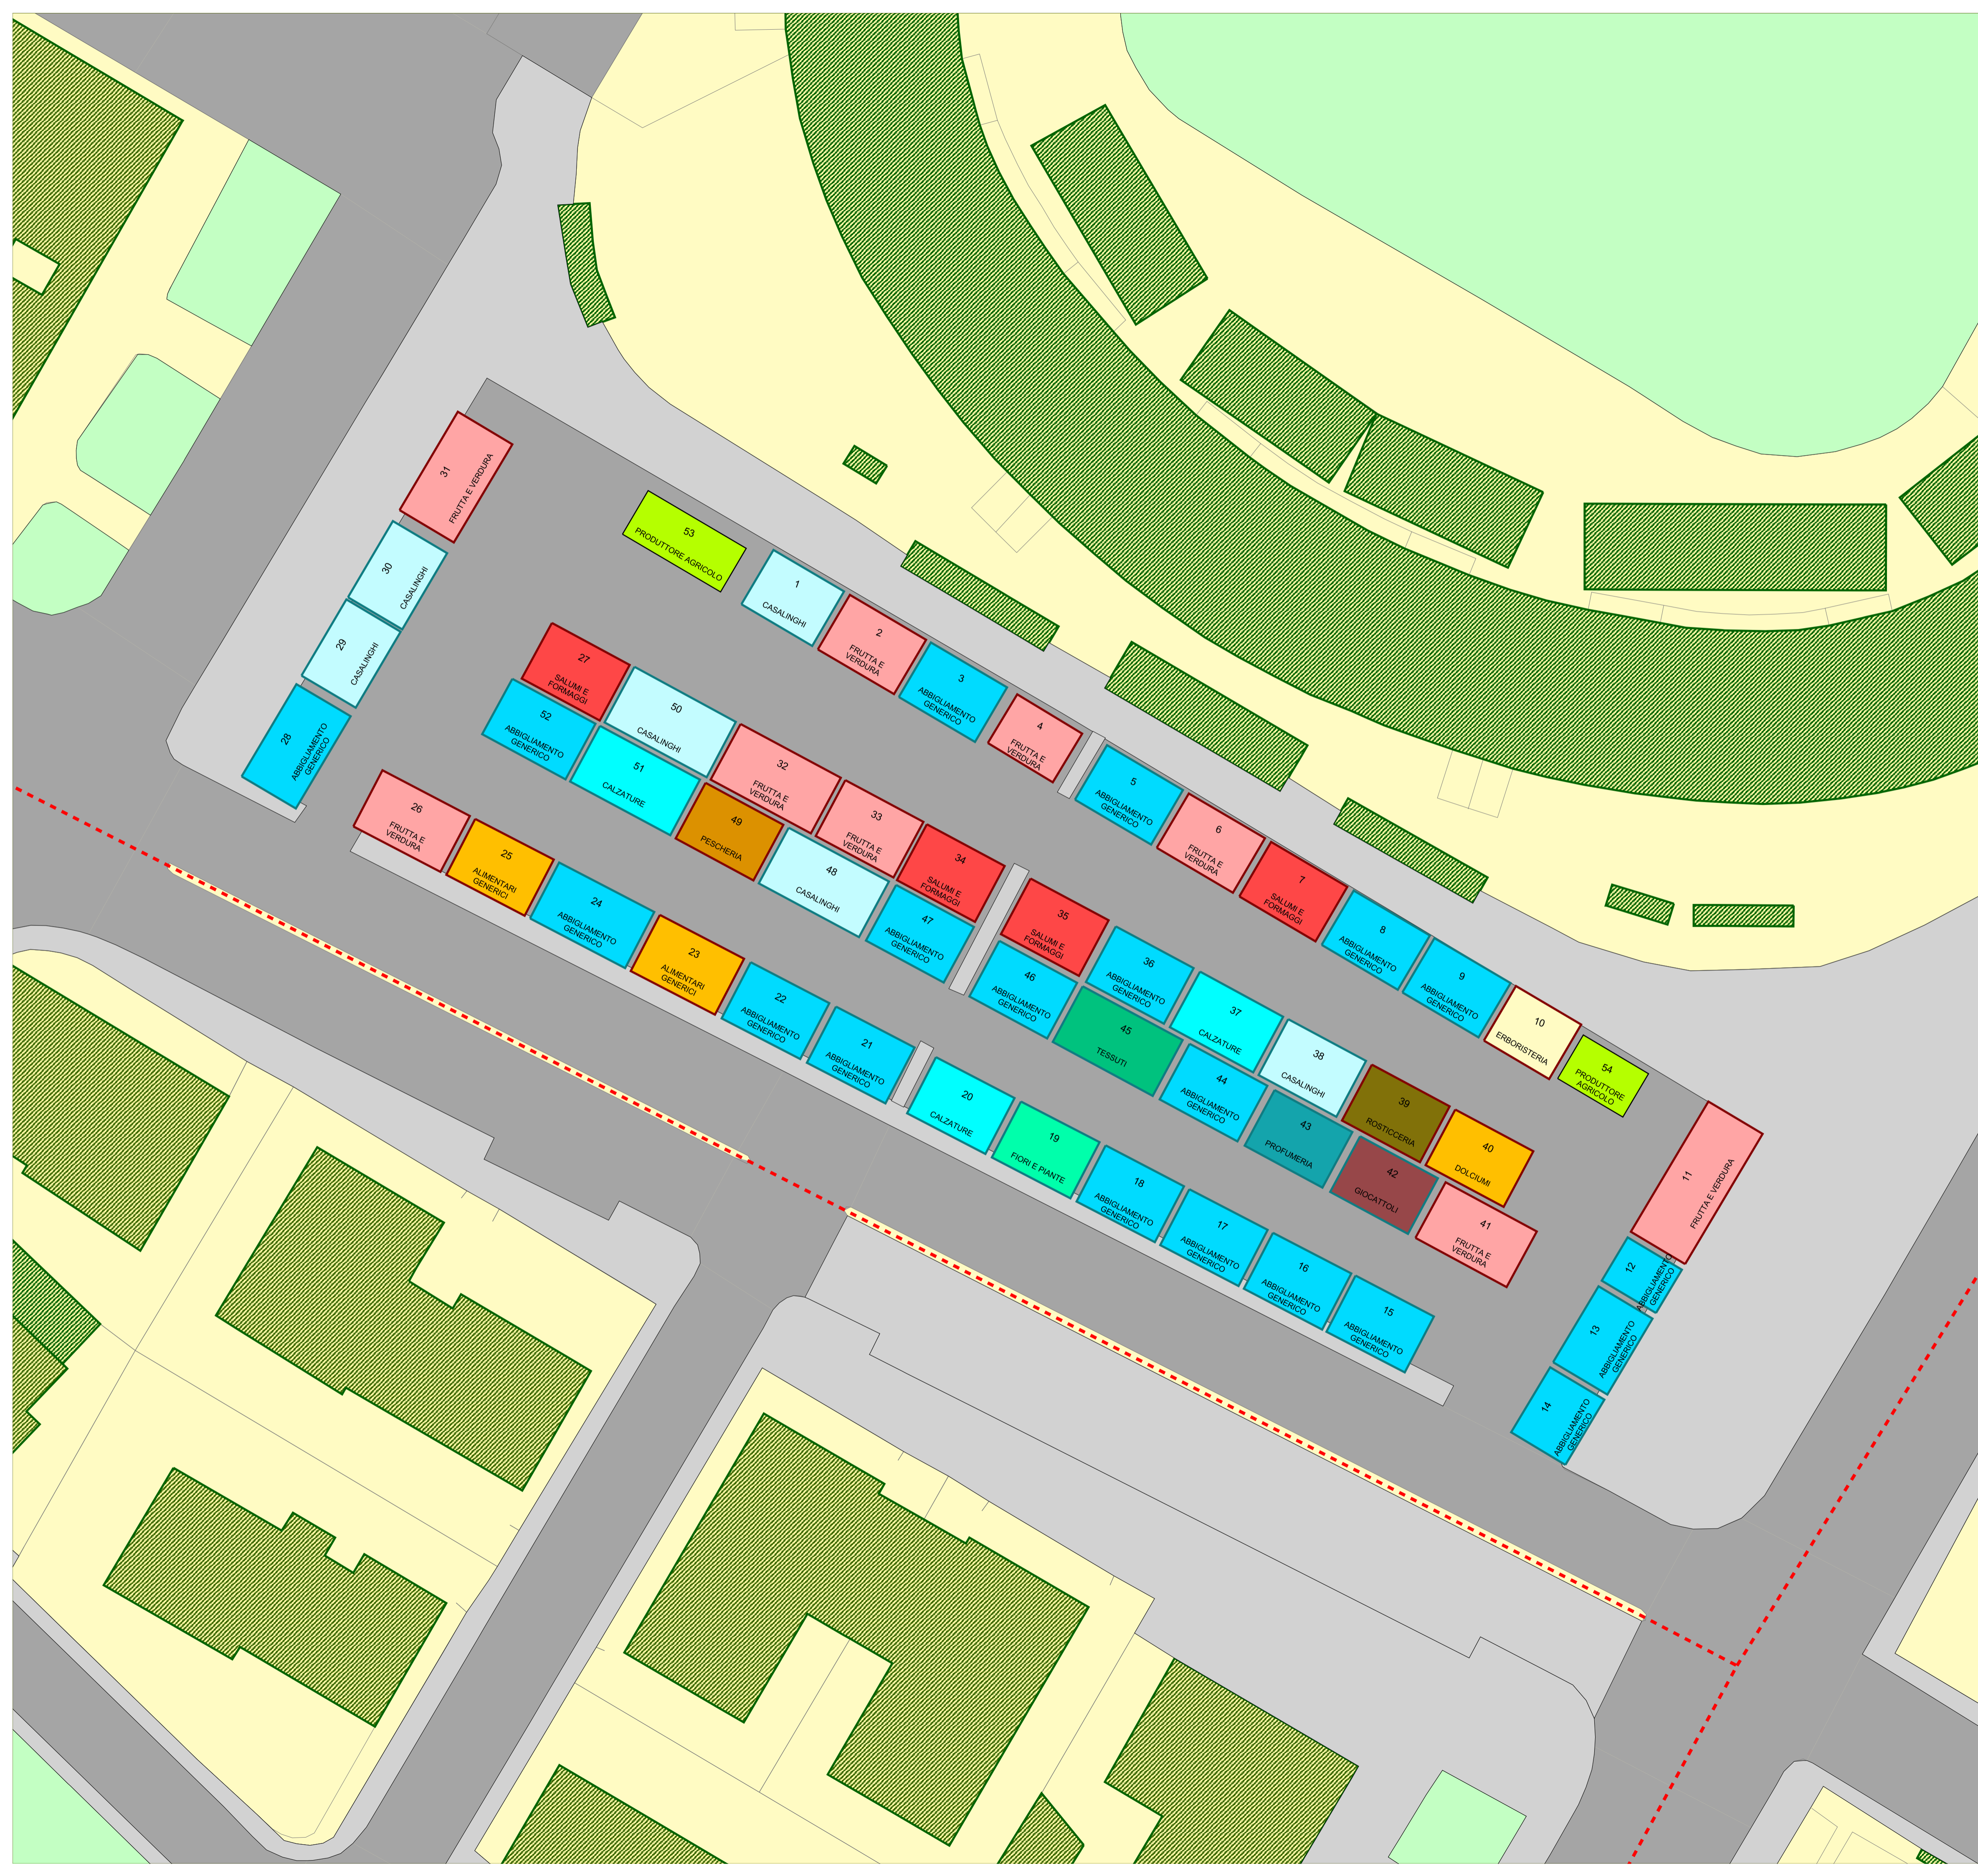 31
FRUTTA E VERDURA
30
CASALINGHI
29
CASALINGHI
28
ABBIGLIAMENTO
GENERICO
53
PRODUTTORE AGRICOLO
1
CASALINGHI
2
FRUTTA E
VERDURA
3
ABBIGLIAMENTO
GENERICO
4
FRUTTA E
VERDURA
5
ABBIGLIAMENTO
GENERICO
6
FRUTTA E
VERDURA
7
SALUMI E
FORMAGGI
8
ABBIGLIAMENTO
GENERICO
9
ABBIGLIAMENTO
GENERICO
10
ERBORISTERIA
54
PRODUTTORE
AGRICOLO
27
SALUMI E
FORMAGGI
50
CASALINGHI
32
FRUTTA E
VERDURA
33
FRUTTA E
VERDURA
34
SALUMI E
FORMAGGI
35
SALUMI E
FORMAGGI
36
ABBIGLIAMENTO
GENERICO
37
CALZATURE
38
CASALINGHI
39
ROSTICCERIA
40
DOLCIUMI
52
ABBIGLIAMENTO
GENERICO
51
CALZATURE
49
PESCHERIA
48
CASALINGHI
47
ABBIGLIAMENTO
GENERICO
46
ABBIGLIAMENTO
GENERICO
45
TESSUTI
44
ABBIGLIAMENTO
GENERICO
43
PROFUMERIA
42
GIOCATTOLI
41
FRUTTA E
VERDURA
26
FRUTTA E
VERDURA
25
ALIMENTARI
GENERICI
24
ABBIGLIAMENTO
GENERICO
23
ALIMENTARI
GENERICI
22
ABBIGLIAMENTO
GENERICO
21
ABBIGLIAMENTO
GENERICO
20
CALZATURE
19
FIORI E PIANTE
18
ABBIGLIAMENTO
GENERICO
17
ABBIGLIAMENTO
GENERICO
16
ABBIGLIAMENTO
GENERICO
15
ABBIGLIAMENTO
GENERICO
11
FRUTTA E VERDURA
12
ABBIGLIAMENTO
GENERICO
13
ABBIGLIAMENTO
GENERICO
14
ABBIGLIAMENTO
GENERICO